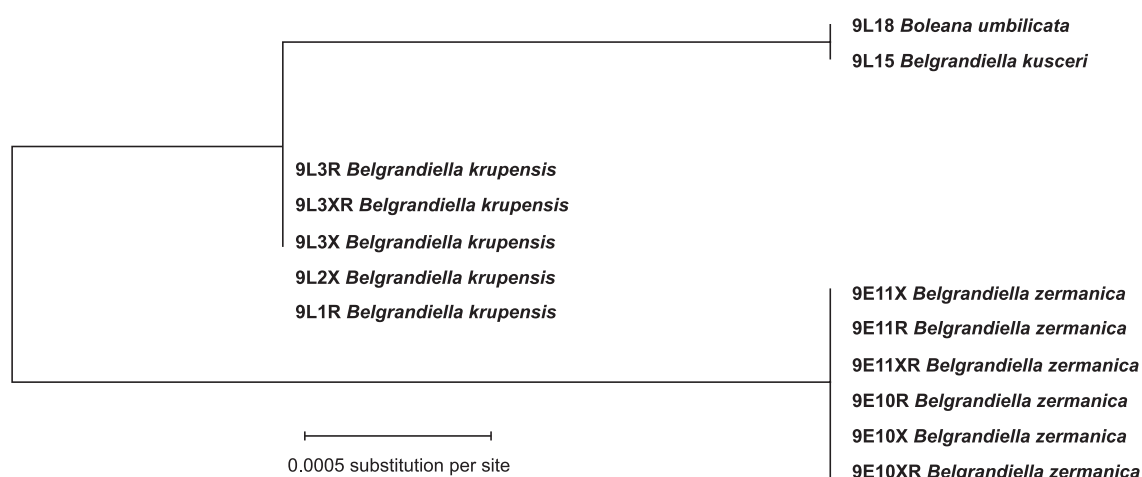 9L18 Boleana umbilicata
9L15 Belgrandiella kusceri
9L3R Belgrandiella krupensis
9L3XR Belgrandiella krupensis
9L3X Belgrandiella krupensis
9L2X Belgrandiella krupensis
9L1R Belgrandiella krupensis
9E11X Belgrandiella zermanica
9E11R Belgrandiella zermanica
9E11XR Belgrandiella zermanica
9E10R Belgrandiella zermanica
9E10X Belgrandiella zermanica
9E10XR Belgrandiella zermanica
0.0005 substitution per site